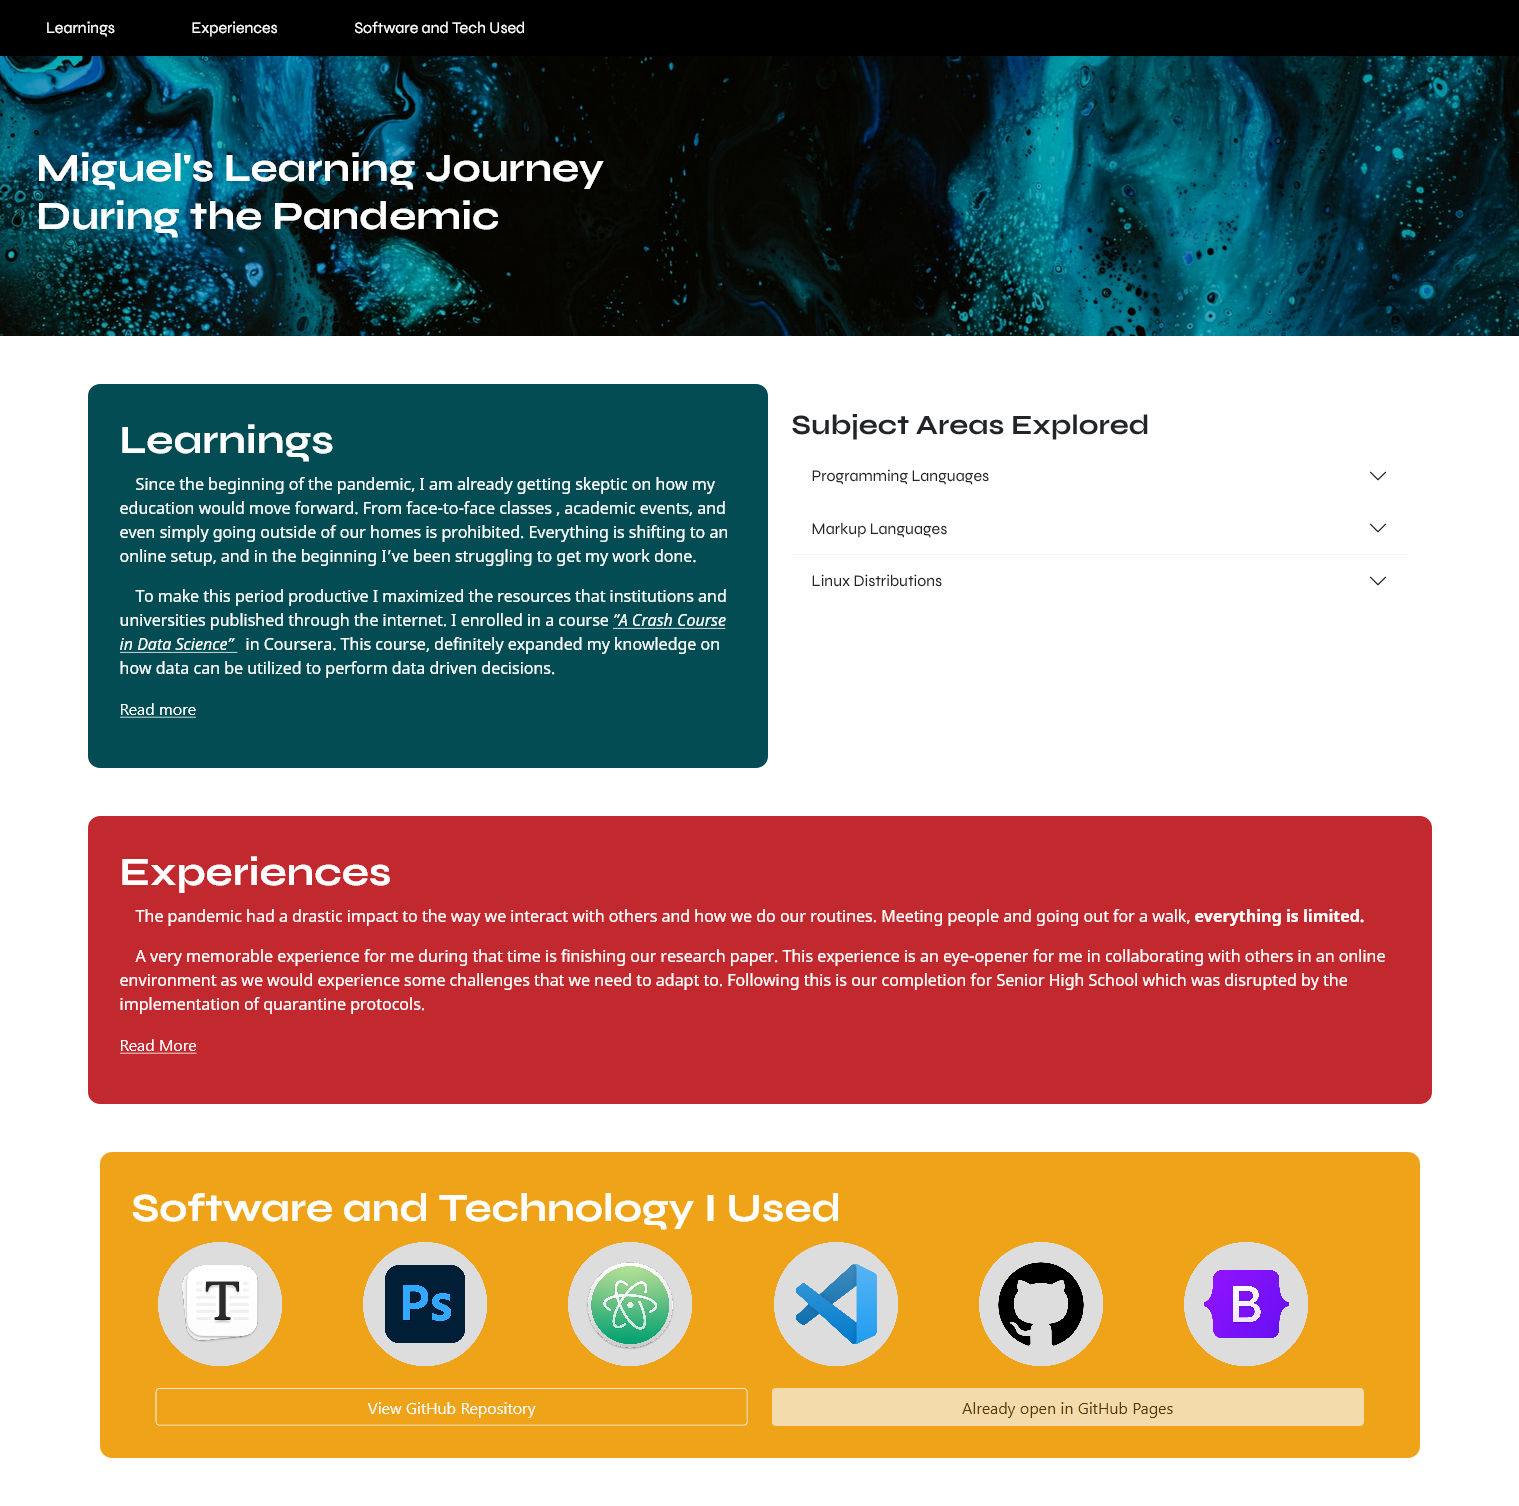 Learnings
Experiences
Software and Tech Used
Miguel's Learning Journey
During the Pandemic
Learnings
Since the beginning of the pandemic, I am already getting skeptic on how my
education would move forward. From face-to-face classes , academic events, and
even simply going outside of our homes is prohibited. Everything is shifting to an
online setup, and in the beginning I’ve been struggling to get my work done.
To make this period productive I maximized the resources that institutions and
universities published through the internet. I enrolled in a course ”A Crash Course
in Data Science” in Coursera. This course, definitely expanded my knowledge on
how data can be utilized to perform data driven decisions.
Read more
Subject Areas Explored
Programming Languages
Markup Languages
Linux Distributions
Experiences
The pandemic had a drastic impact to the way we interact with others and how we do our routines. Meeting people and going out for a walk, everything is limited.
A very memorable experience for me during that time is finishing our research paper. This experience is an eye-opener for me in collaborating with others in an online
environment as we would experience some challenges that we need to adapt to. Following this is our completion for Senior High School which was disrupted by the
implementation of quarantine protocols.
Read More
Software and Technology I Used
T
Ps
B
View GitHub Repository
Already open in GitHub Pages